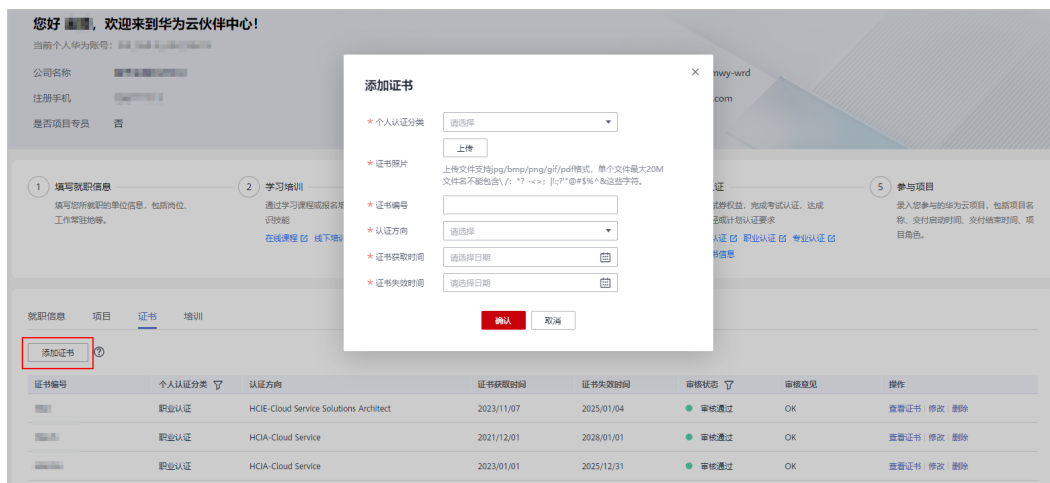 您好 ，欢迎来到华为云伙伴中心！
当前个人华为账号：
公司名称
mwy-wrd
注册手机
.com
是否项目专员 否
添加证书
* 个人认证分类 请选择
* 证书照片 上传
上传文件支持jpg/bmp/png/gif/pdf格式，单个文件最大20M
文件名不能包含\ /: *? -<>; |!;?'"@#$%^&这些字符。
* 证书编号
* 认证方向 请选择
* 证书获取时间 请选择日期
* 证书失效时间 请选择日期
确认 取消
1 填写就职信息
填写您所就职的单位信息，包括岗位、
工作常驻地等。
2 学习培训
通过学习课程或报名培
识技能
在线课程 线下培训
证
试券权益，完成考试认证，达成
或计划认证要求
认证 职业认证 专业认证
书信息
5 参与项目
录入您参与的华为云项目，包括项目名
称、交付启动时间、交付结束时间、项
目角色。
就职信息 项目 证书 培训
添加证书 ?
证书编号 个人认证分类 认证方向 证书获取时间 证书失效时间 审核状态 审核意见 操作
职业认证 HCIE-Cloud Service Solutions Architect 2023/11/07 2025/01/04 审核通过 OK 查看证书 | 修改 | 删除
职业认证 HCIA-Cloud Service 2021/12/01 2028/01/01 审核通过 OK 查看证书 | 修改 | 删除
职业认证 HCIA-Cloud Service 2023/01/01 2025/12/31 审核通过 OK 查看证书 | 修改 | 删除